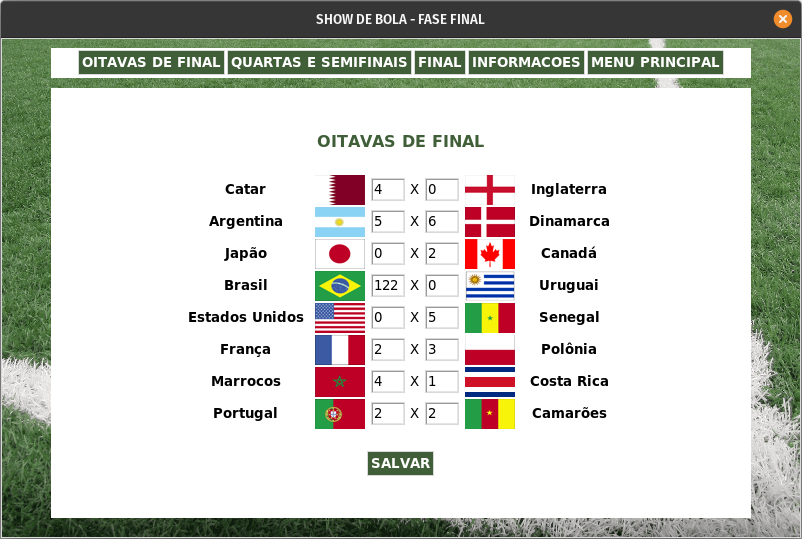 SHOW DE BOLA - FASE FINAL
OITAVAS DE FINAL QUARTAS E SEMIFINAIS FINAL INFORMACOES MENU PRINCIPAL
OITAVAS DE FINAL
Catar 4 X 0 Inglaterra
Argentina 5 X 6 Dinamarca
Japão 0 X 2 Canadá
Brasil 122 X 0 Uruguai
Estados Unidos 0 X 5 Senegal
França 2 X 3 Polônia
Marrocos 4 X 1 Costa Rica
Portugal 2 X 2 Camarões
SALVAR